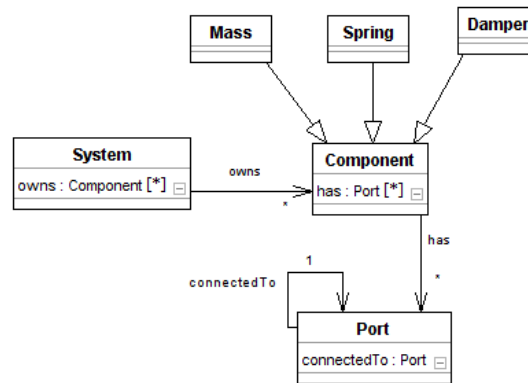 Damper
Mass
Spring
System
owns : Component [*]
owns
*
Component
has : Port [*]
has
*
1
connectedTo
Port
connectedTo : Port